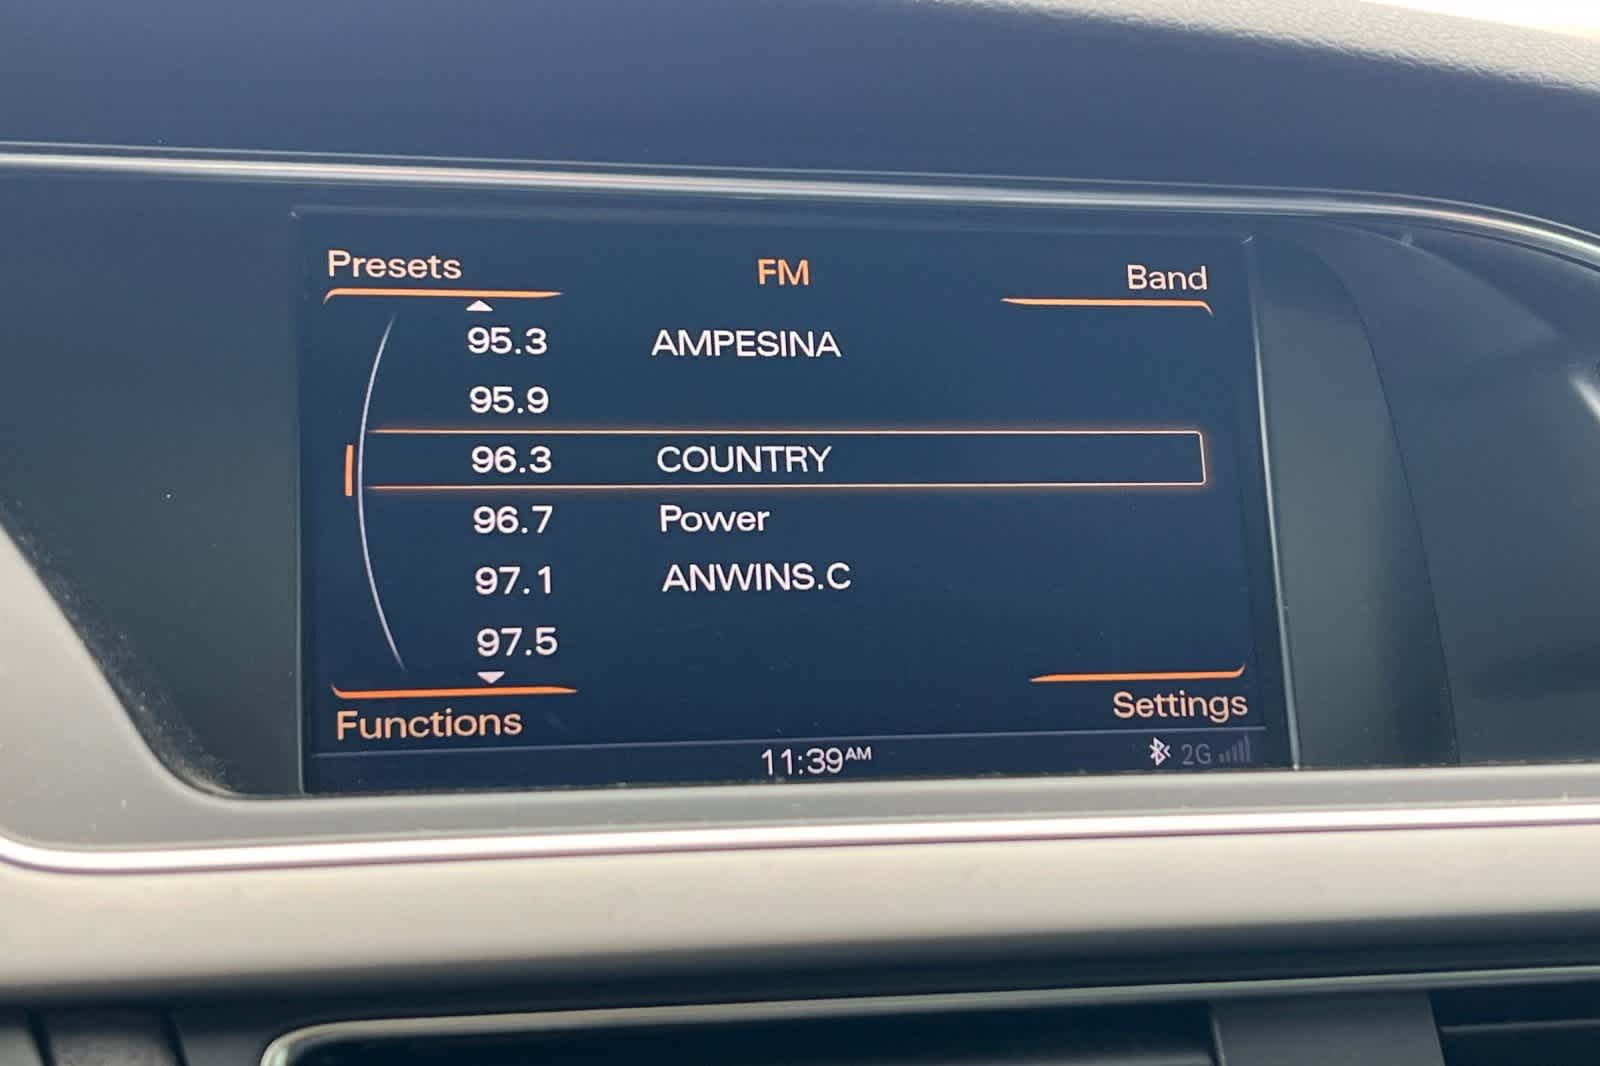 Presets FM Band
95.3 AMPESINA
95.9
96.3 COUNTRY
96.7 Power
97.1 ANWINS.C
97.5
Functions Settings
11:39AM 2G